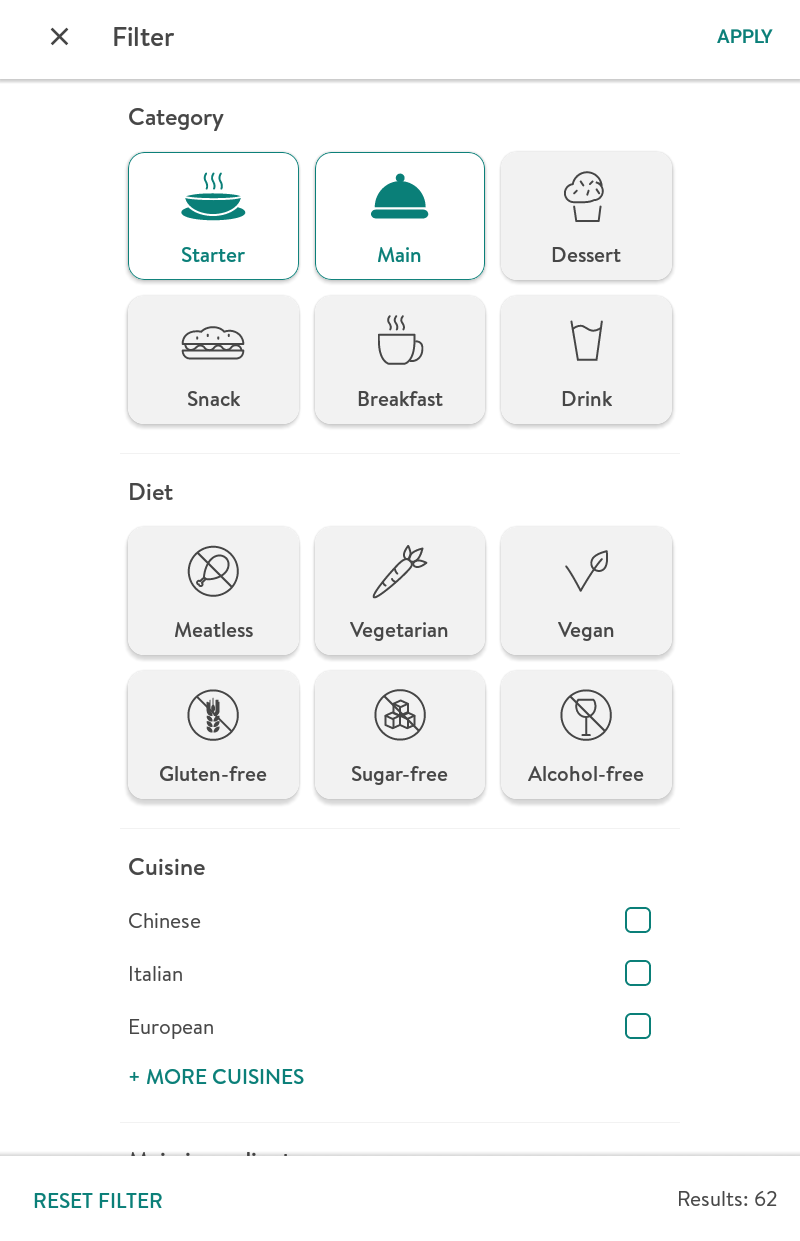 Filter
APPLY
Category
Starter
Main
Dessert
Snack
Breakfast
Drink
Diet
Meatless
Vegetarian
Vegan
Gluten-free
Sugar-free
Alcohol-free
Cuisine
Chinese
Italian
European
+ MORE CUISINES
RESET FILTER
Results: 62